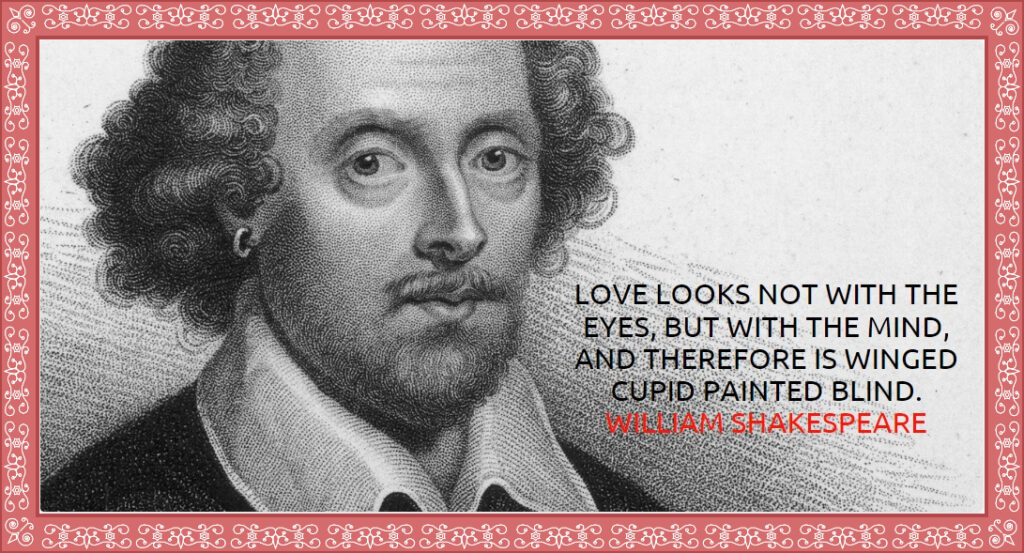 LOVE LOOKS NOT WITH THE
EYES, BUT WITH THE MIND,
AND THEREFORE IS WINGED
CUPID PAINTED BLIND.
WILLIAM SHAKESPEARE